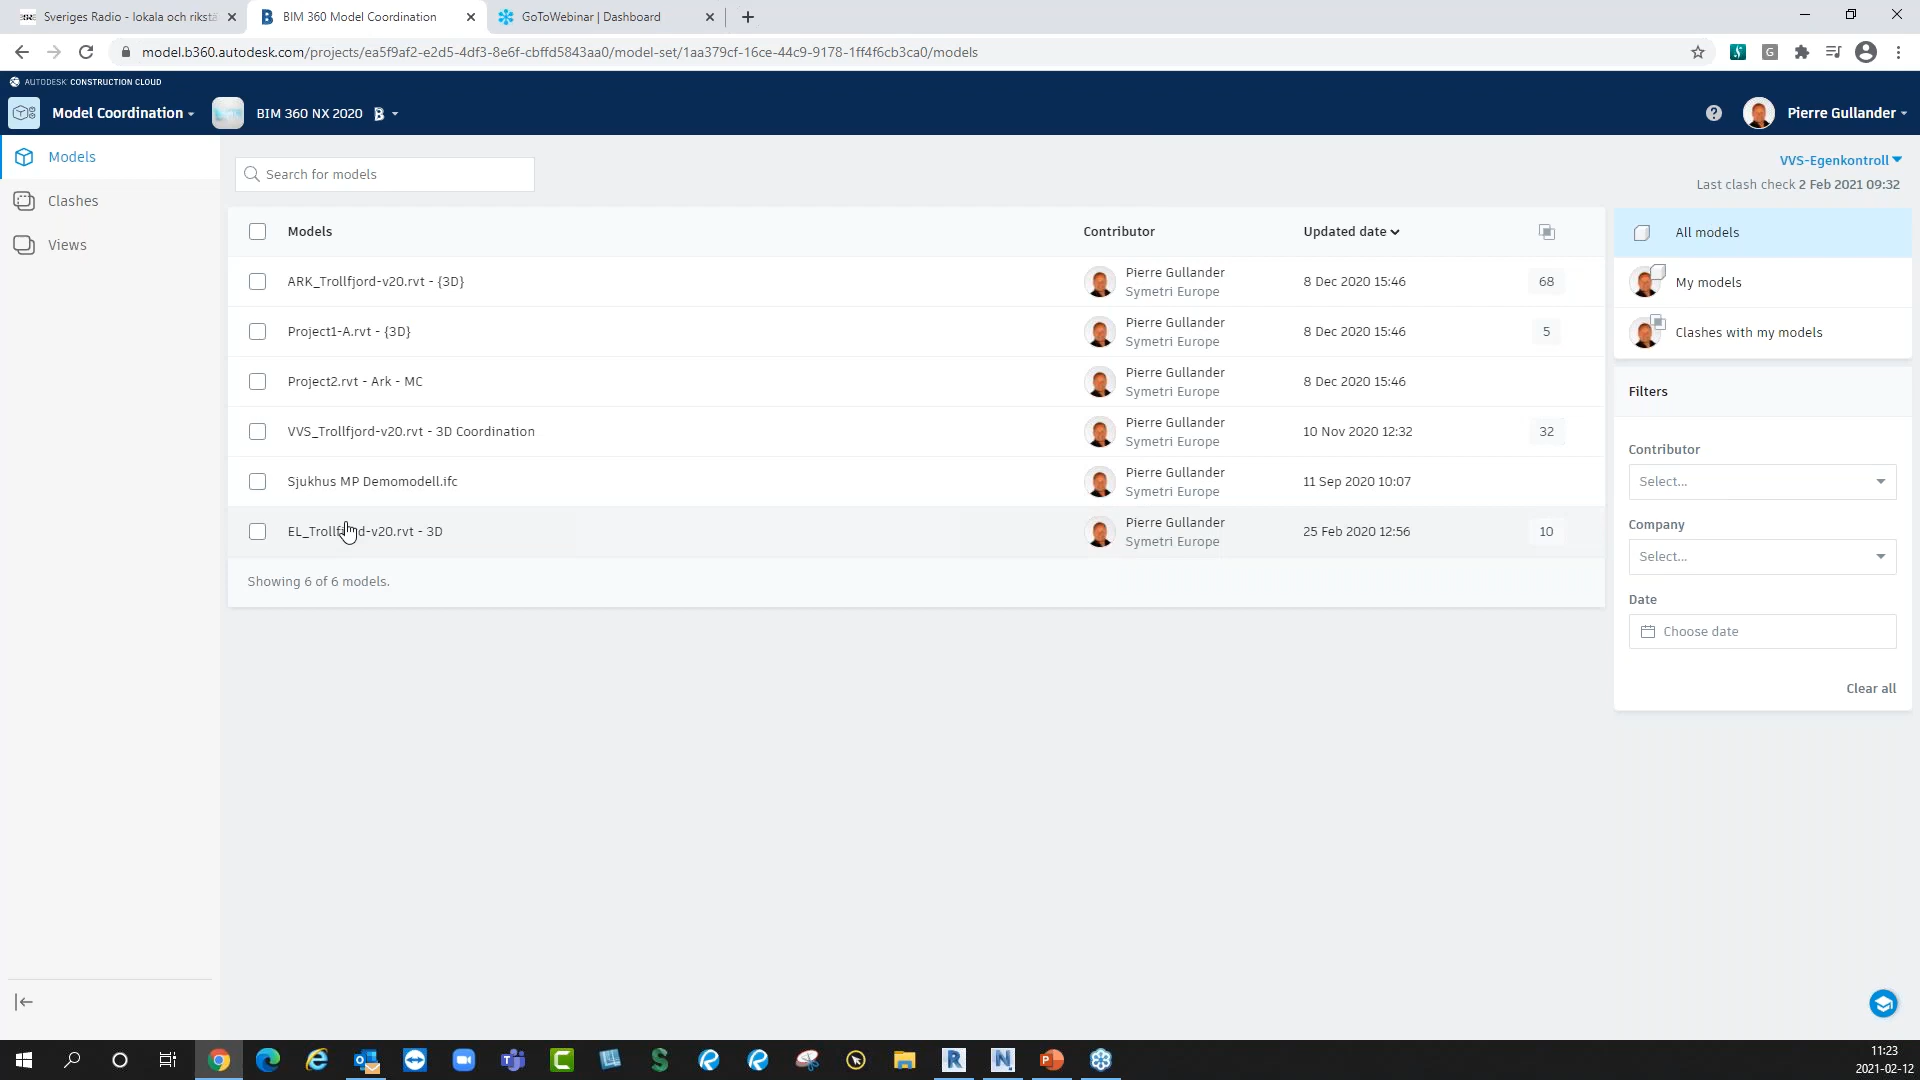 Sveriges Radio - lokala och rikstä
BIM 360 Model Coordination
GoToWebinar | Dashboard
model.b360.autodesk.com/projects/ea5f9af2-e2d5-4df3-8e6f-cbffd5843aa0/model-set/1aa379cf-16ce-44c9-9178-1ff4f6cb3ca0/models
AUTODESK CONSTRUCTION CLOUD
Model Coordination
BIM 360 NX 2020
Pierre Gullander
Models
Clashes
Views
Search for models
VVS-Egenkontroll
Last clash check 2 Feb 2021 09:32
Models Contributor Updated date
ARK_Trollfjord-v20.rvt - {3D} Pierre Gullander 8 Dec 2020 15:46 68
Symetri Europe
Project1-A.rvt - {3D} Pierre Gullander 8 Dec 2020 15:46 5
Symetri Europe
Project2.rvt - Ark - MC Pierre Gullander 8 Dec 2020 15:46
Symetri Europe
VVS_Trollfjord-v20.rvt - 3D Coordination Pierre Gullander 10 Nov 2020 12:32 32
Symetri Europe
Sjukhus MP Demomodell.ifc Pierre Gullander 11 Sep 2020 10:07
Symetri Europe
EL_Trollfjord-v20.rvt - 3D Pierre Gullander 25 Feb 2020 12:56 10
Symetri Europe
Showing 6 of 6 models.
All models
My models
Clashes with my models
Filters
Contributor
Select...
Company
Select...
Date
Choose date
Clear all
11:23
2021-02-12